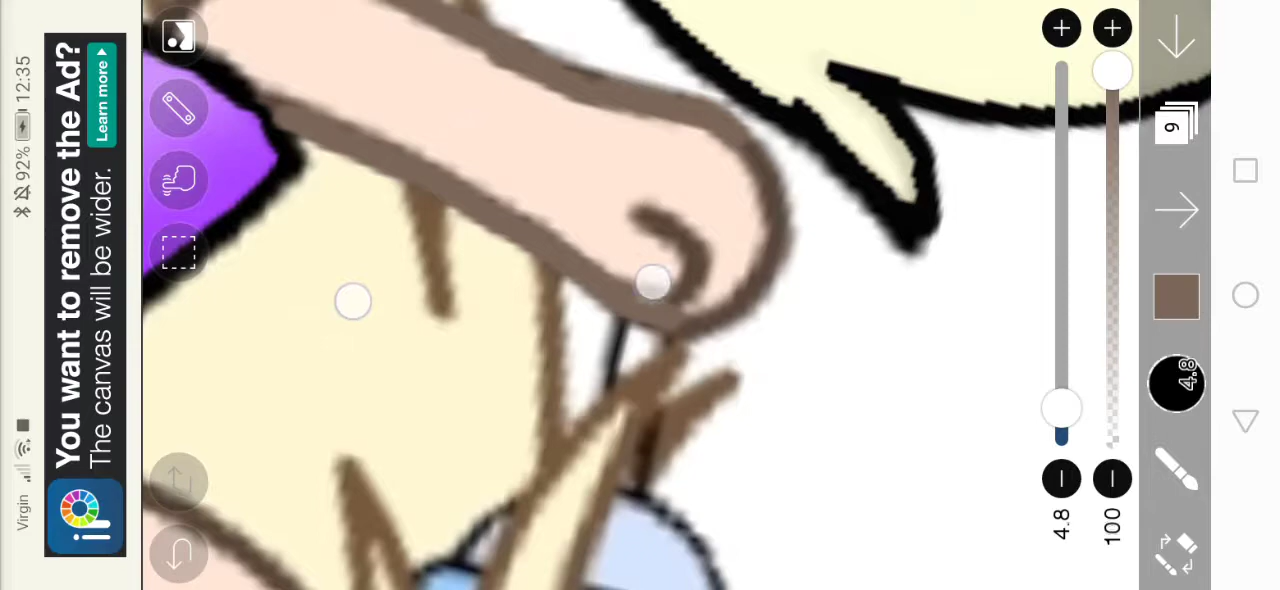 Virgin
92%
12:35
iP
You want to remove the Ad?
The canvas will be wider.
Learn more
4.8
100
4.8
9